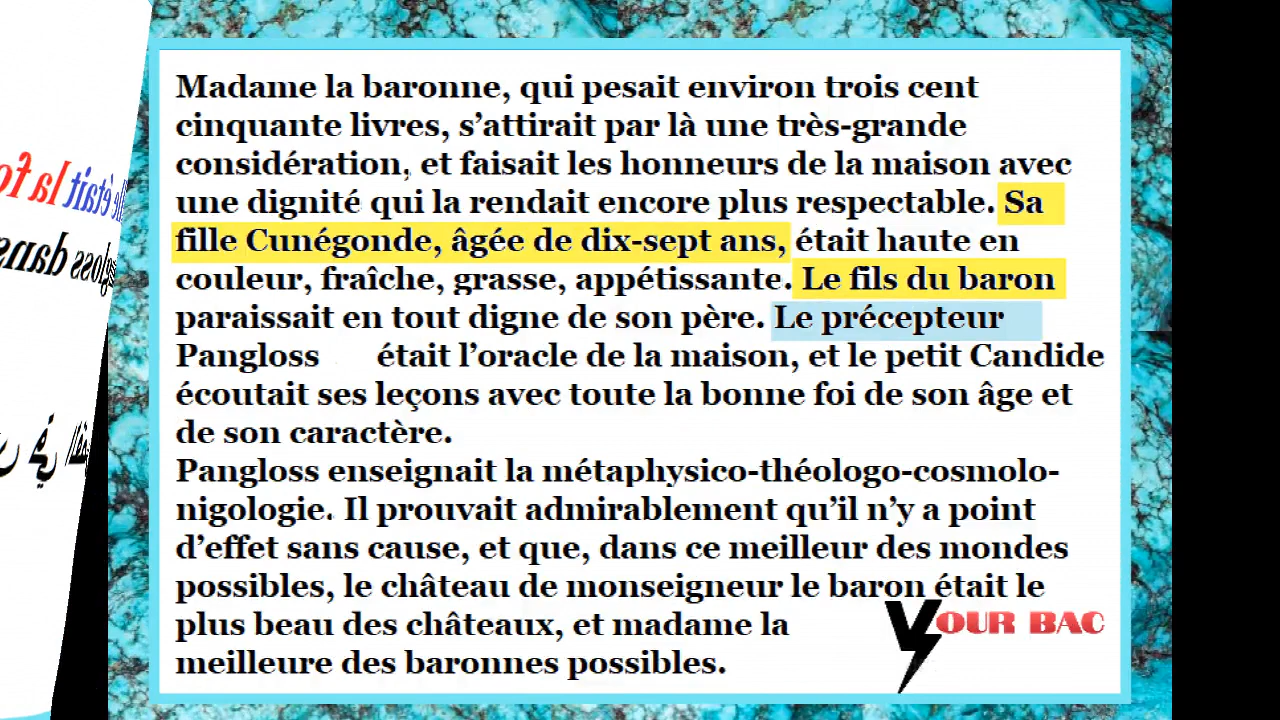 Madame la baronne, qui pesait environ trois cent
cinquante livres, s'attirait par là une très-grande
considération, et faisait les honneurs de la maison avec
une dignité qui la rendait encore plus respectable. Sa
fille Cunégonde, âgée de dix-sept ans, était haute en
couleur, fraîche, grasse, appétissante. Le fils du baron
paraissait en tout digne de son père. Le précepteur
Pangloss était l'oracle de la maison, et le petit Candide
écoutait ses leçons avec toute la bonne foi de son âge et
de son caractère.
Pangloss enseignait la métaphysico-théologo-cosmolo-
nigologie. Il prouvait admirablement qu'il n'y a point
d'effet sans cause, et que, dans ce meilleur des mondes
possibles, le château de monseigneur le baron était le
plus beau des châteaux, et madame la
meilleure des baronnes possibles.
YOUR BAC
était la
dans